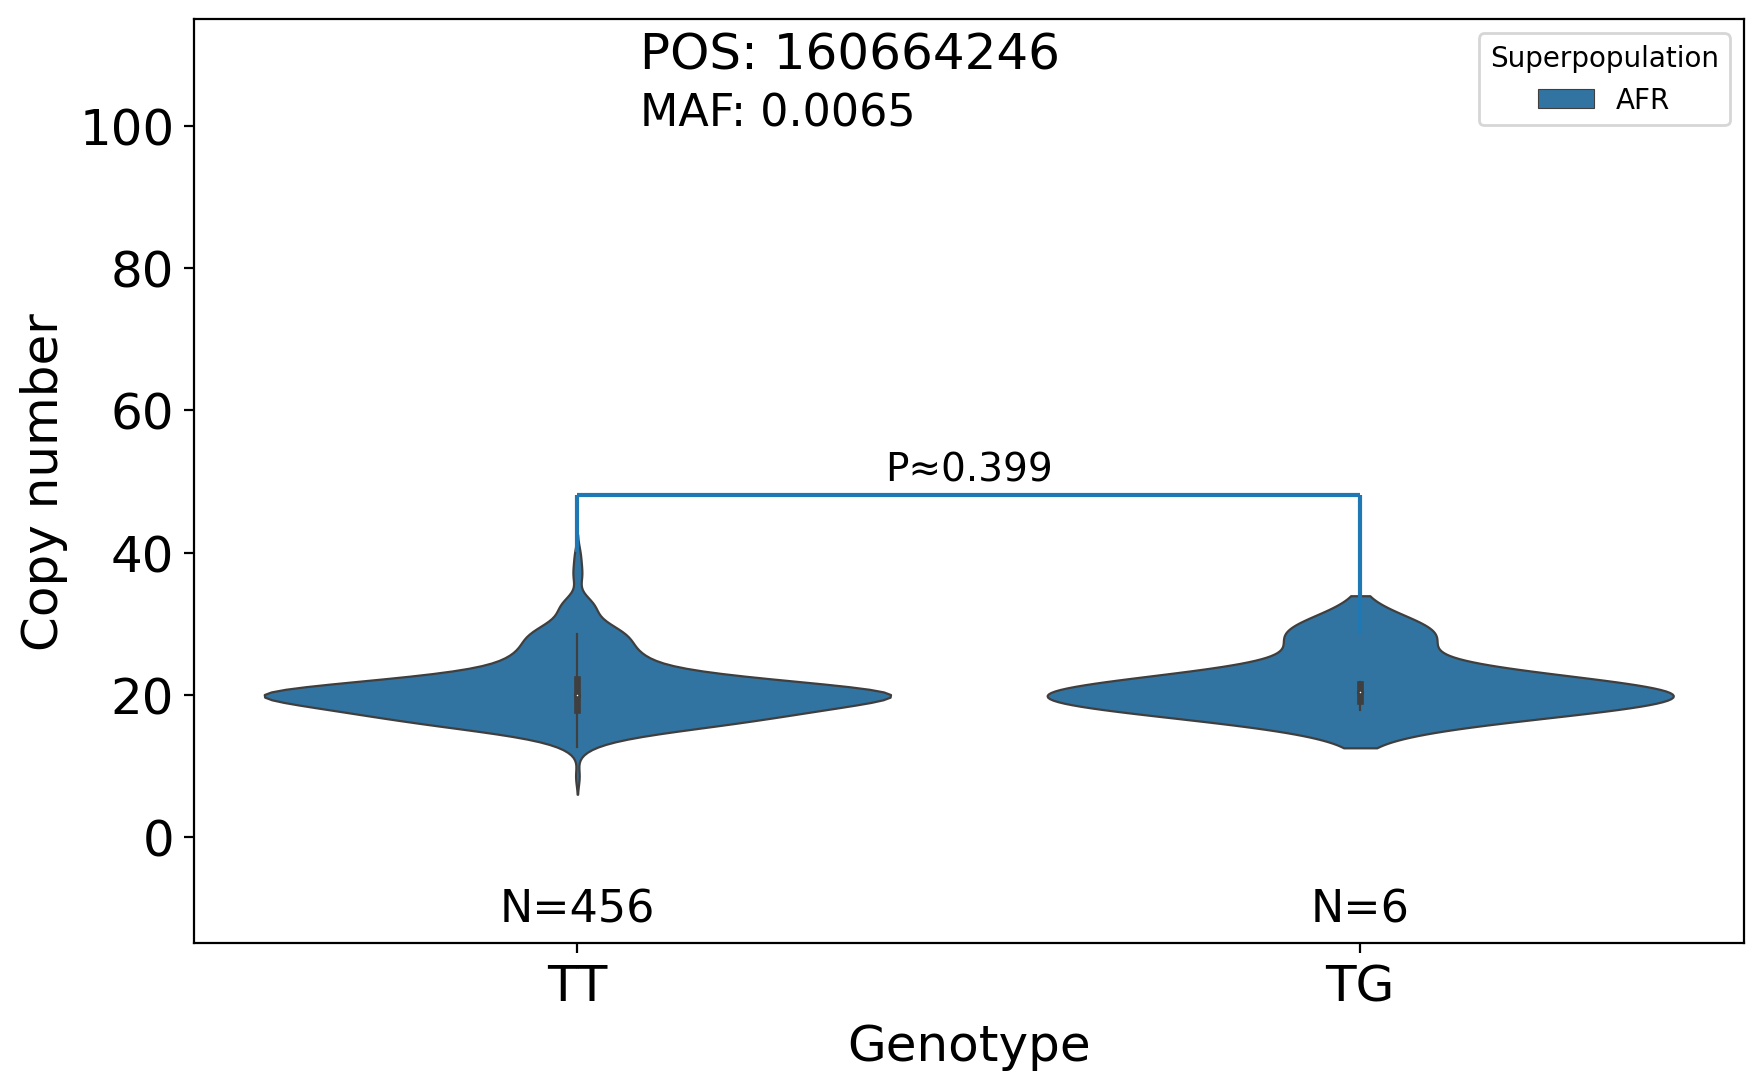 POS: 160664246
MAF: 0.0065
Superpopulation
AFR
100
80
60
40
20
0
Copy number
P≈0.399
N=456
N=6
TT
TG
Genotype